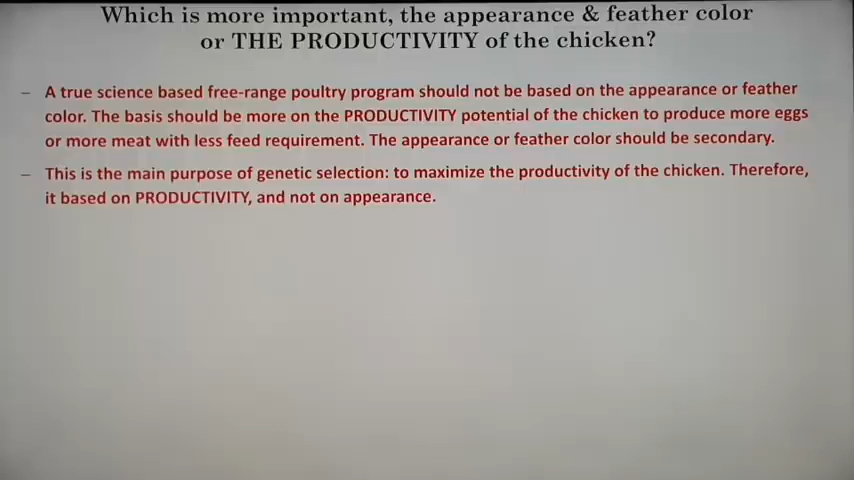 Which is more important, the appearance & feather color
or THE PRODUCTIVITY of the chicken?
– A true science based free-range poultry program should not be based on the appearance or feather
color. The basis should be more on the PRODUCTIVITY potential of the chicken to produce more eggs
or more meat with less feed requirement. The appearance or feather color should be secondary.
– This is the main purpose of genetic selection: to maximize the productivity of the chicken. Therefore,
it based on PRODUCTIVITY, and not on appearance.